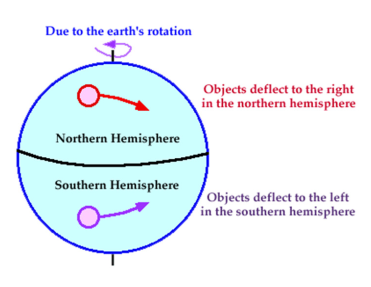 Due to the earth's rotation
Objects deflect to the right
in the northern hemisphere
Northern Hemisphere
Southern Hemisphere
Objects deflect to the left
in the southern hemisphere